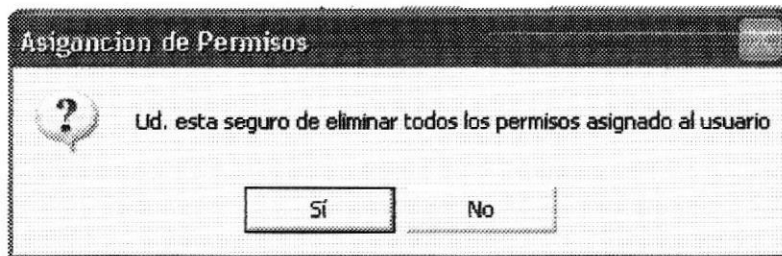 Asigancion de Permisos
Ud. esta seguro de eliminar todos los permisos asignado al usuario
Sí No